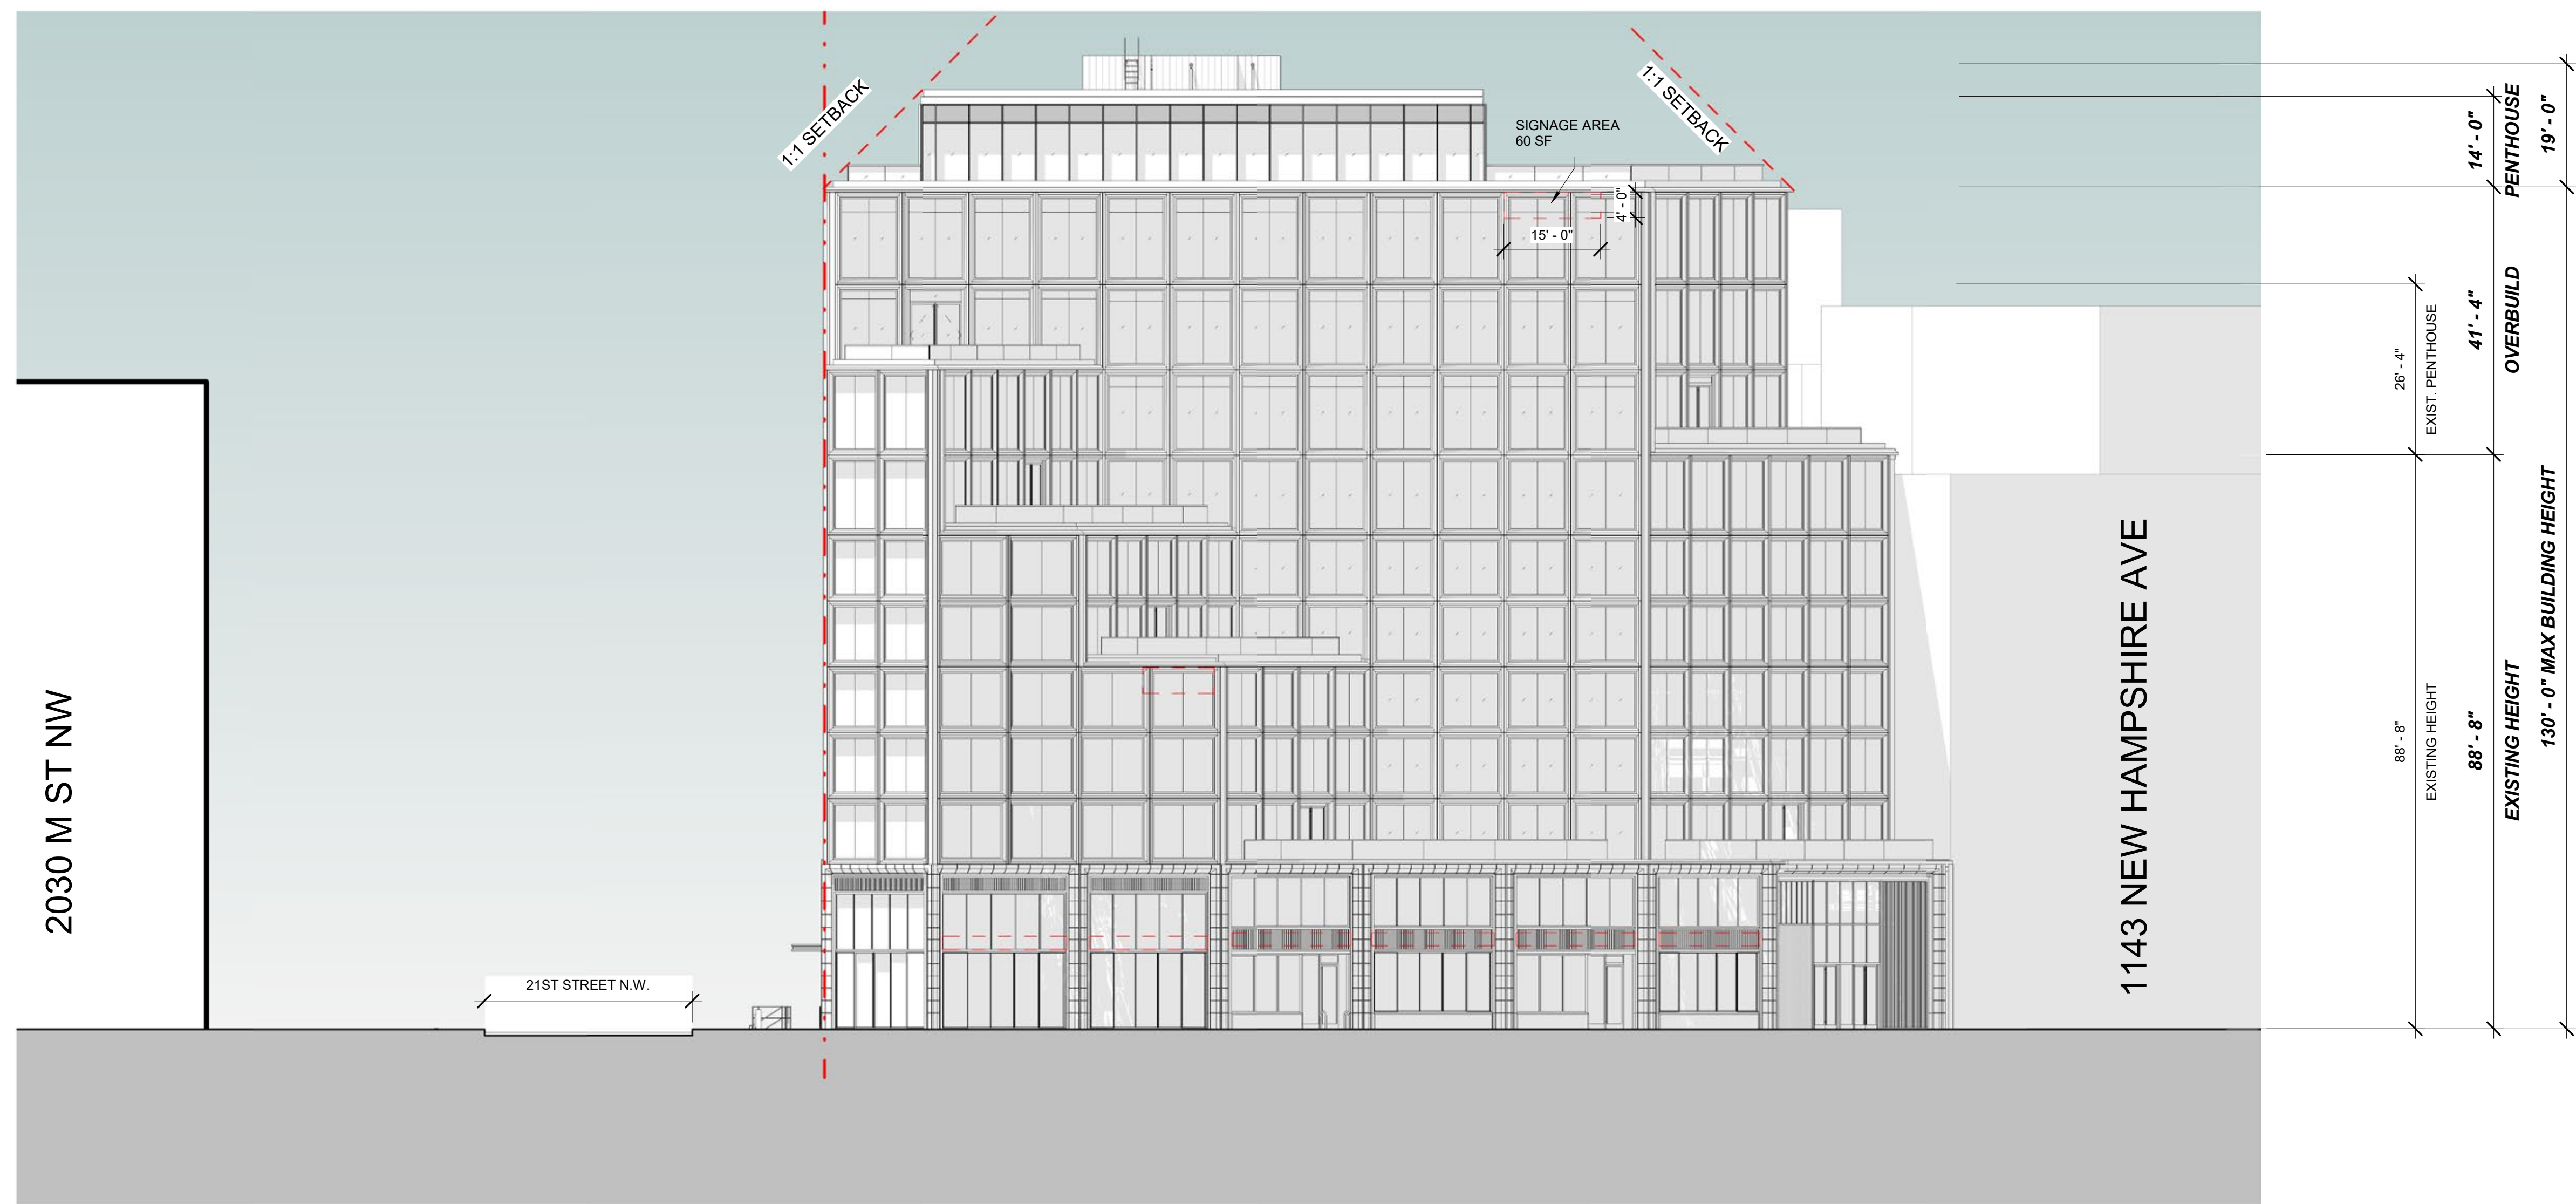 1:1 SETBACK
1:1 SETBACK
SIGNAGE AREA
60 SF
4' - 0"
15' - 0"
2030 M ST NW
21ST STREET N.W.
1143 NEW HAMPSHIRE AVE
26' - 4"
EXIST. PENTHOUSE
88' - 8"
EXISTING HEIGHT
14' - 0"
PENTHOUSE
41' - 4"
OVERBUILD
88' - 8"
EXISTING HEIGHT
19' - 0"
130' - 0" MAX BUILDING HEIGHT